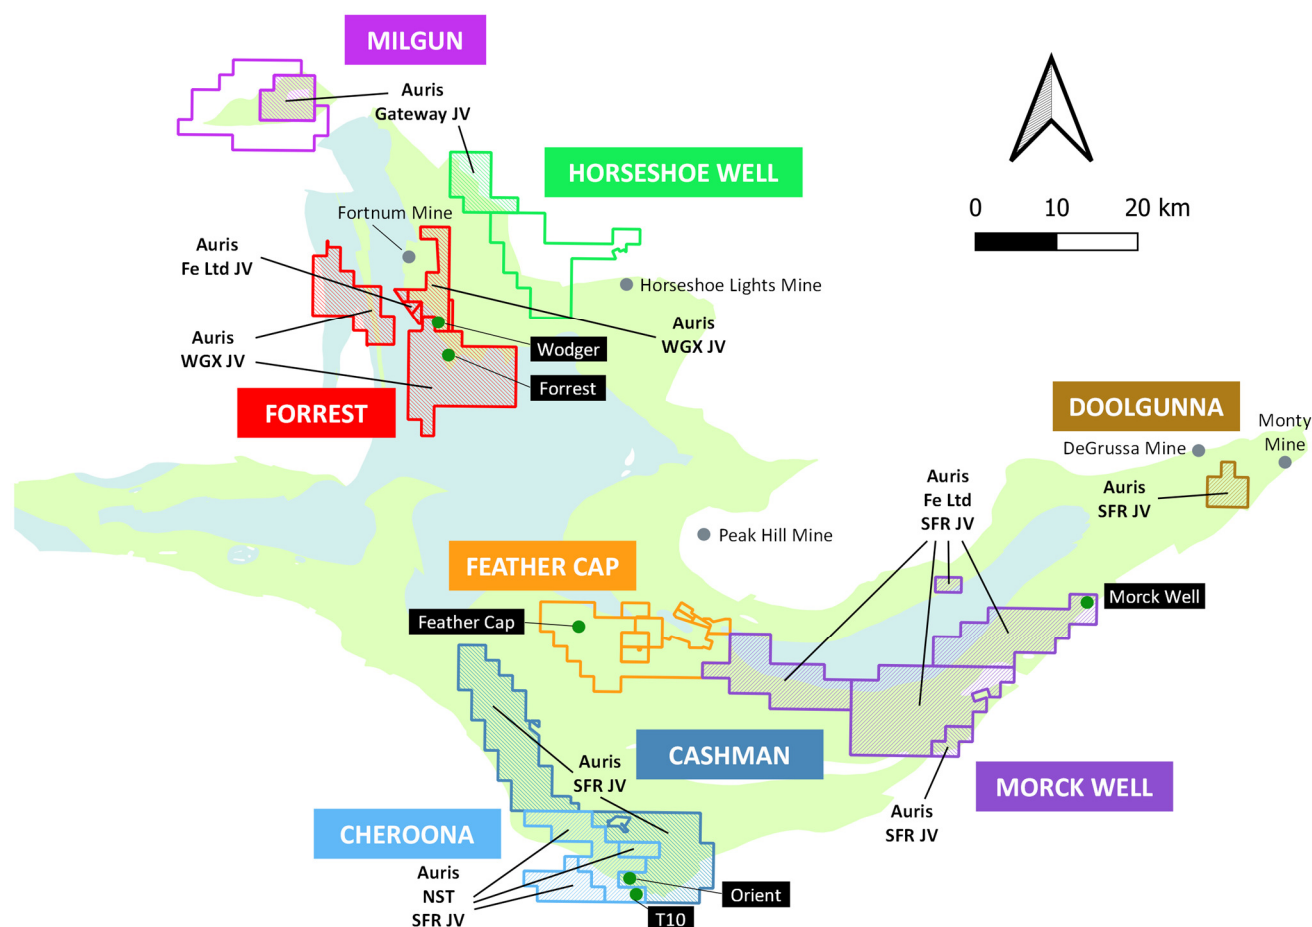 MILGUN
Auris
Gateway JV
HORSESHOE WELL
0 10 20 km
Fortnum Mine
Auris
Fe Ltd JV
Horseshoe Lights Mine
Auris
WGX JV
Auris
WGX JV
Wodger
Forrest
FORREST
DOOLGUNNA
Monty
Mine
DeGrussa Mine
Auris
Fe Ltd
SFR JV
Auris
SFR JV
Peak Hill Mine
FEATHER CAP
Feather Cap
Morck Well
CASHMAN
Auris
SFR JV
MORCK WELL
Auris
SFR JV
CHEROONA
Auris
NST
SFR JV
Orient
T10